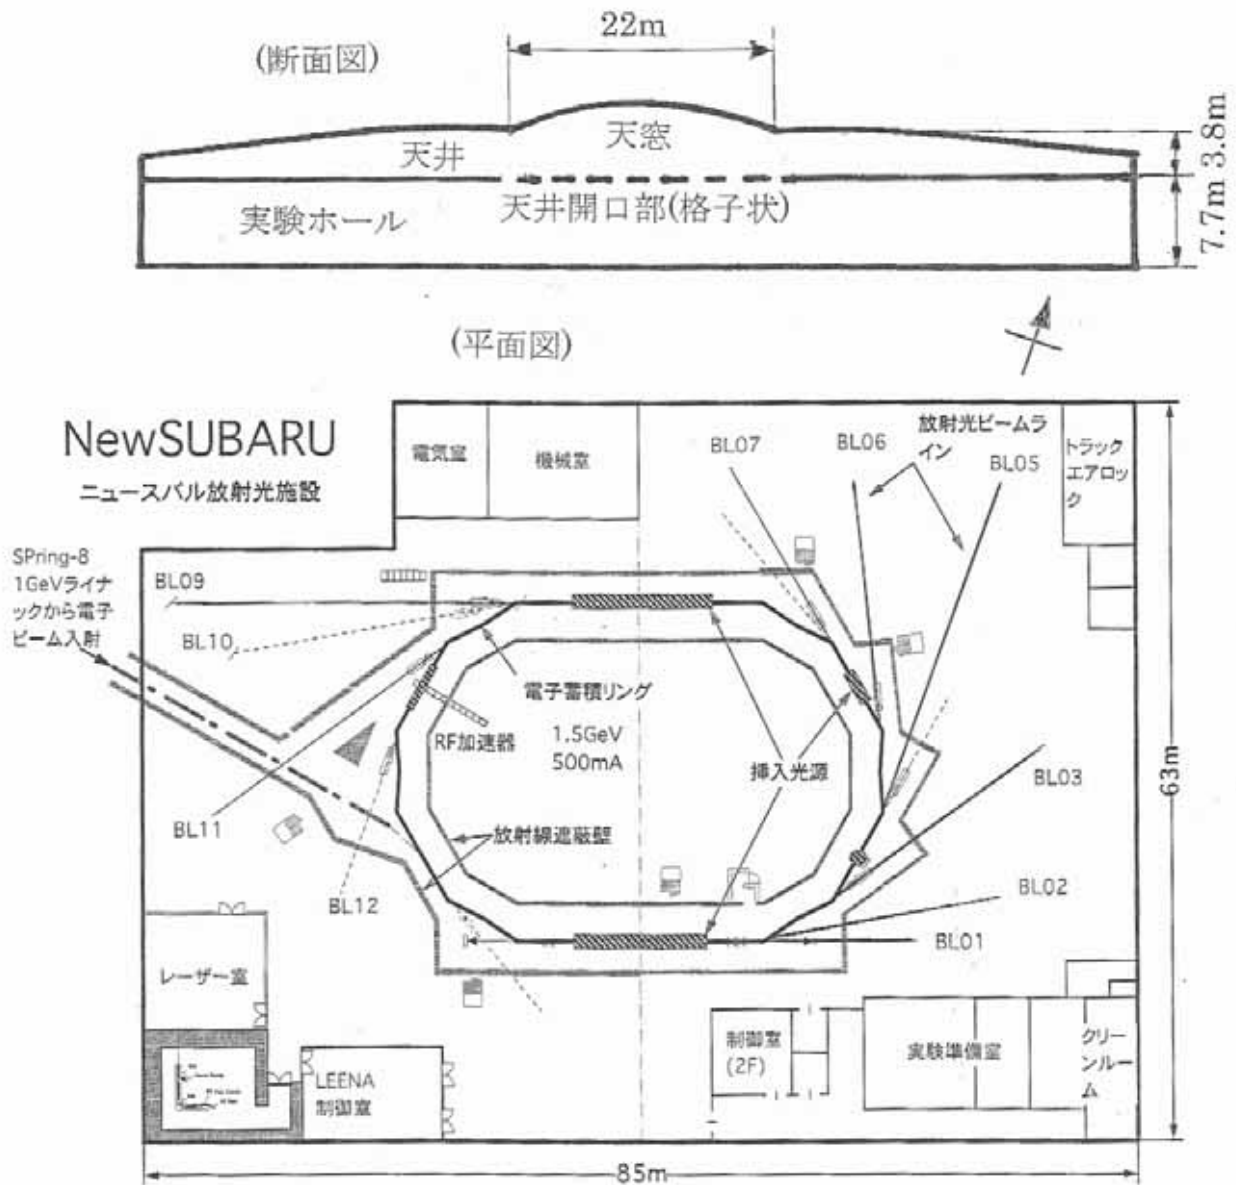 22m
(断面図)
天窓
天井
3.8m
天井開口部(格子状)
実験ホール
7.7m
(平面図)
NewSUBARU
ニュースバル放射光施設
電気室
機械室
BL07
BL06
放射光ビームラ
イン
BL05
トラック
エアロッ
ク
SPring-8
1GeVライナ
ックから電子
ビーム入射
BL09
BL10
電子蓄積リング
RF加速器
1.5GeV
500mA
挿入光源
BL03
63m
BL11
放射線遮蔽壁
BL12
BL02
BL01
レーザー室
制御室
(2F)
実験準備室
クリー
ンルー
ム
LEENA
制御室
85m